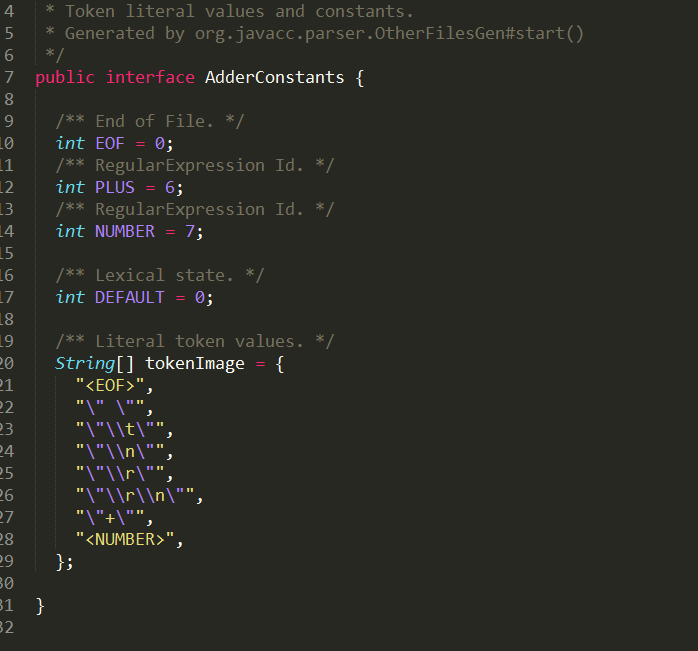 4 * Token literal values and constants.
5 * Generated by org.javacc.parser.OtherFilesGen#start()
6 */
7 public interface AdderConstants {
8
9 /** End of File. */
10 int EOF = 0;
11 /** RegularExpression Id. */
12 int PLUS = 6;
13 /** RegularExpression Id. */
14 int NUMBER = 7;
15
16 /** Lexical state. */
17 int DEFAULT = 0;
18
19 /** Literal token values. */
20 String[] tokenImage = {
21 "<EOF>",
22 "\" \"",
23 "\"\\t\"",
24 "\"\\n\"",
25 "\"\\r\"",
26 "\"\\r\\n\"",
27 "\"+\"",
28 "<NUMBER>",
29 };
30
31 }
32